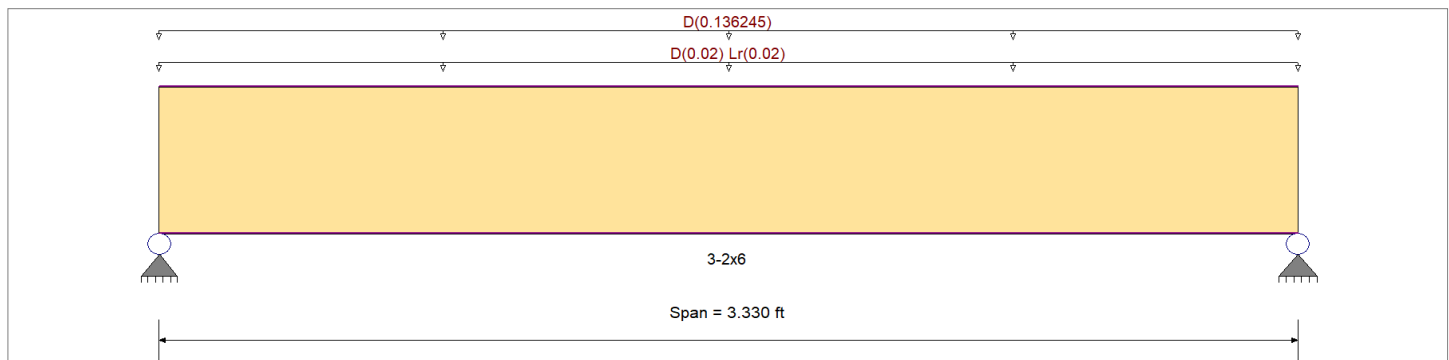 D(0.136245)
D(0.02) Lr(0.02)
3-2x6
Span = 3.330 ft